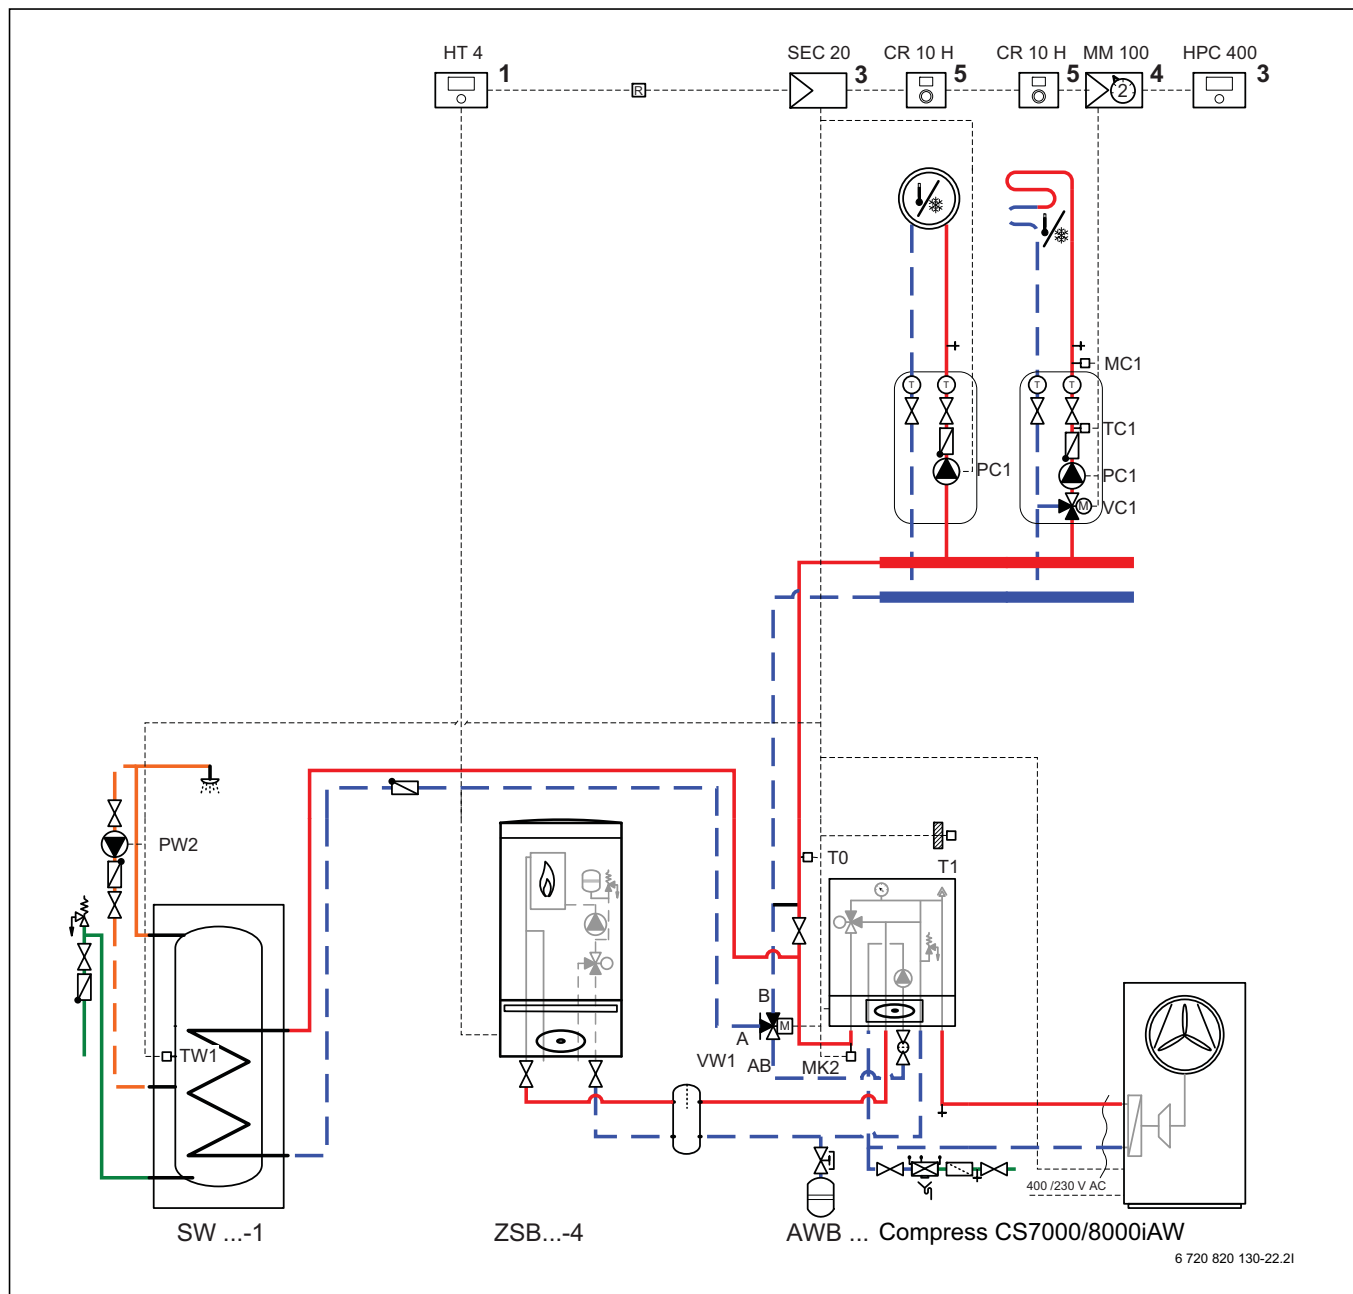 HT 4
SEC 20
CR 10 H
CR 10 H
MM 100
HPC 400
1
R
3
5
5
2
4
3
MC1
T
T
T
T
TC1
PC1
PC1
M
VC1
PW2
T0
T1
B
M
A
VW1
AB
MK2
TW1
400 /230 V AC
SW ...-1
ZSB...-4
AWB ...
Compress CS7000/8000iAW
6 720 820 130-22.2I